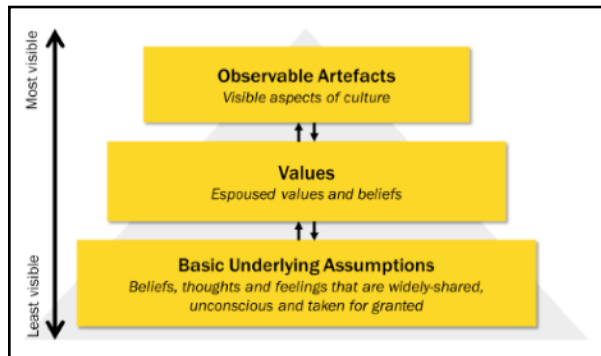 Most visible
Observable Artefacts
Visible aspects of culture
Values
Espoused values and beliefs
Basic Underlying Assumptions
Beliefs, thoughts and feelings that are widely-shared,
unconscious and taken for granted
Least visible